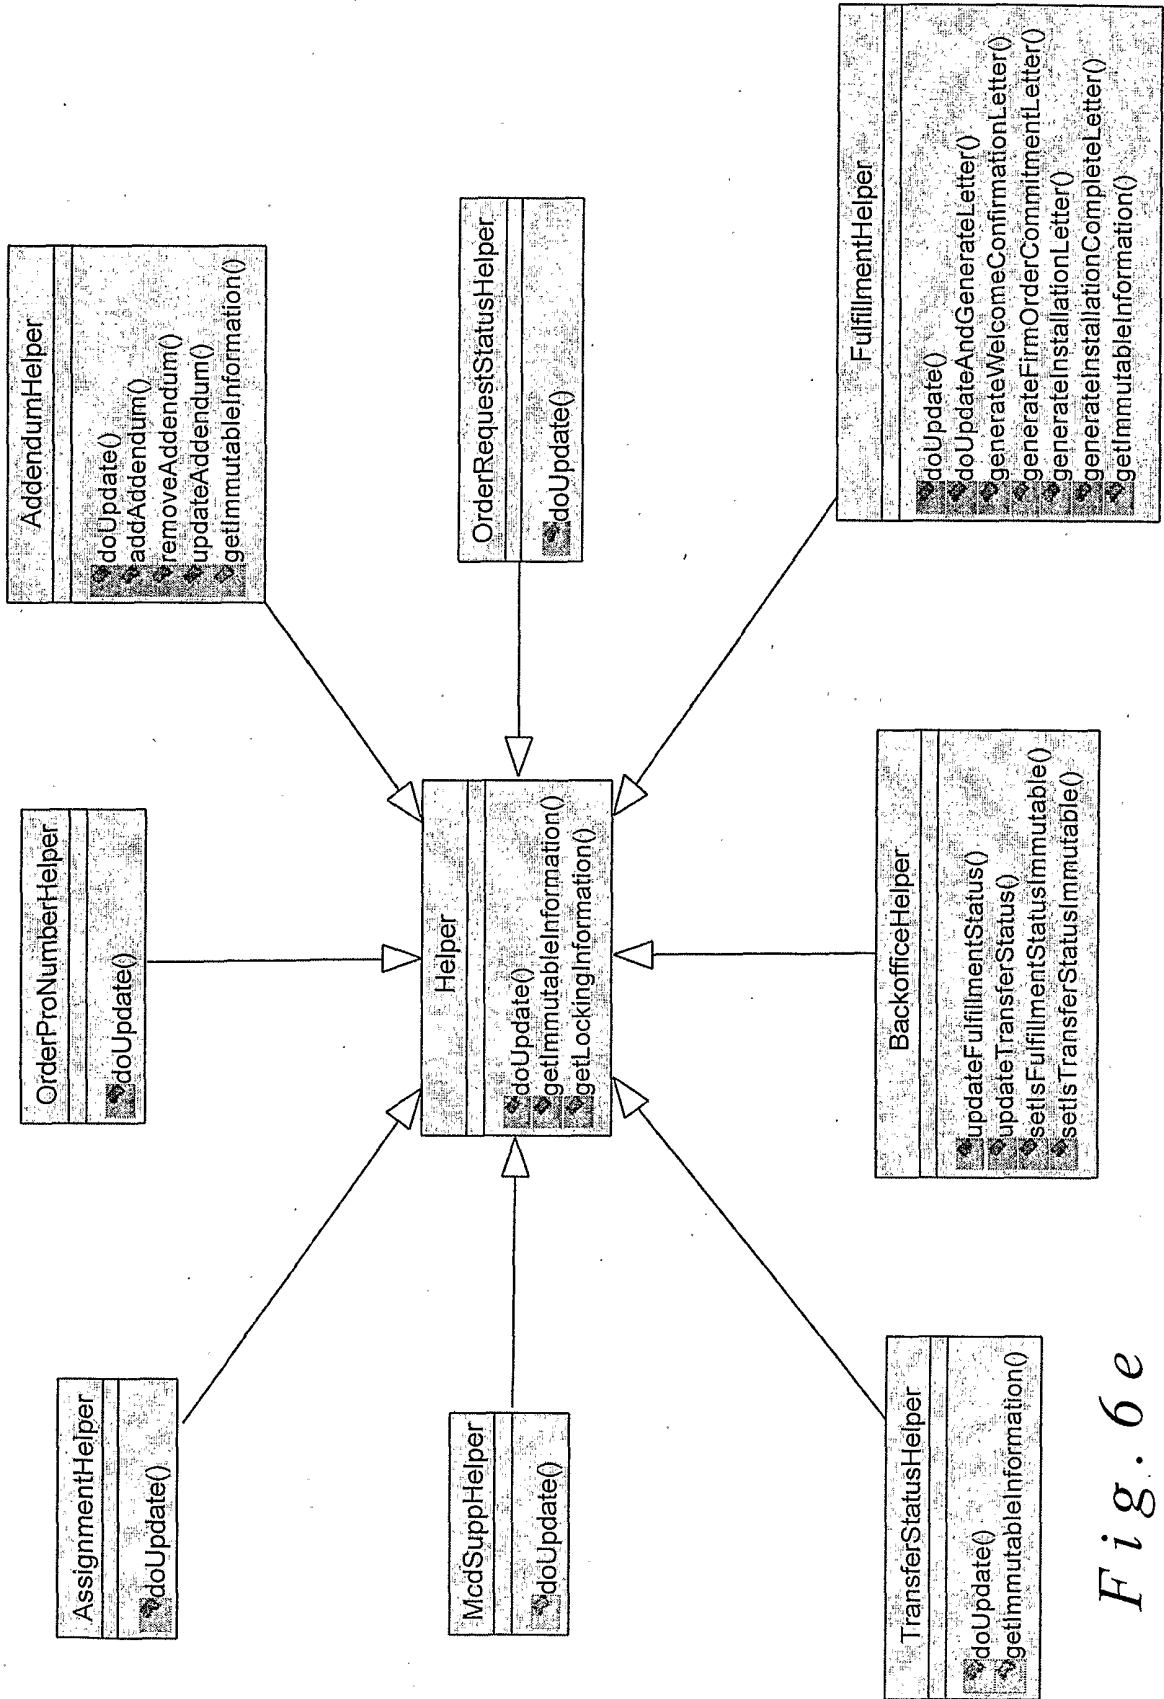 AssignmentHelper
doUpdate()
OrderProNumberHelper
doUpdate()
AddendumHelper
doUpdate()
addAddendum()
removeAddendum()
updateAddendum()
getImmutableInformation()
McdSuppHelper
doUpdate()
Helper
doUpdate()
getImmutableInformation()
getLockingInformation()
OrderRequestStatusHelper
doUpdate()
TransferStatusHelper
doUpdate()
getImmutableInformation()
BackofficeHelper
updateFulfillmentStatus()
updateTransferStatus()
setIsFulfillmentStatusImmutable()
setIsTransferStatusImmutable()
FulfillmentHelper
doUpdate()
doUpdateAndGenerateLetter()
generateWelcomeConfirmationLetter()
generateFirmOrderCommitmentLetter()
generateInstallationLetter()
generateInstallationCompleteLetter()
getImmutableInformation()
Fig. 6e